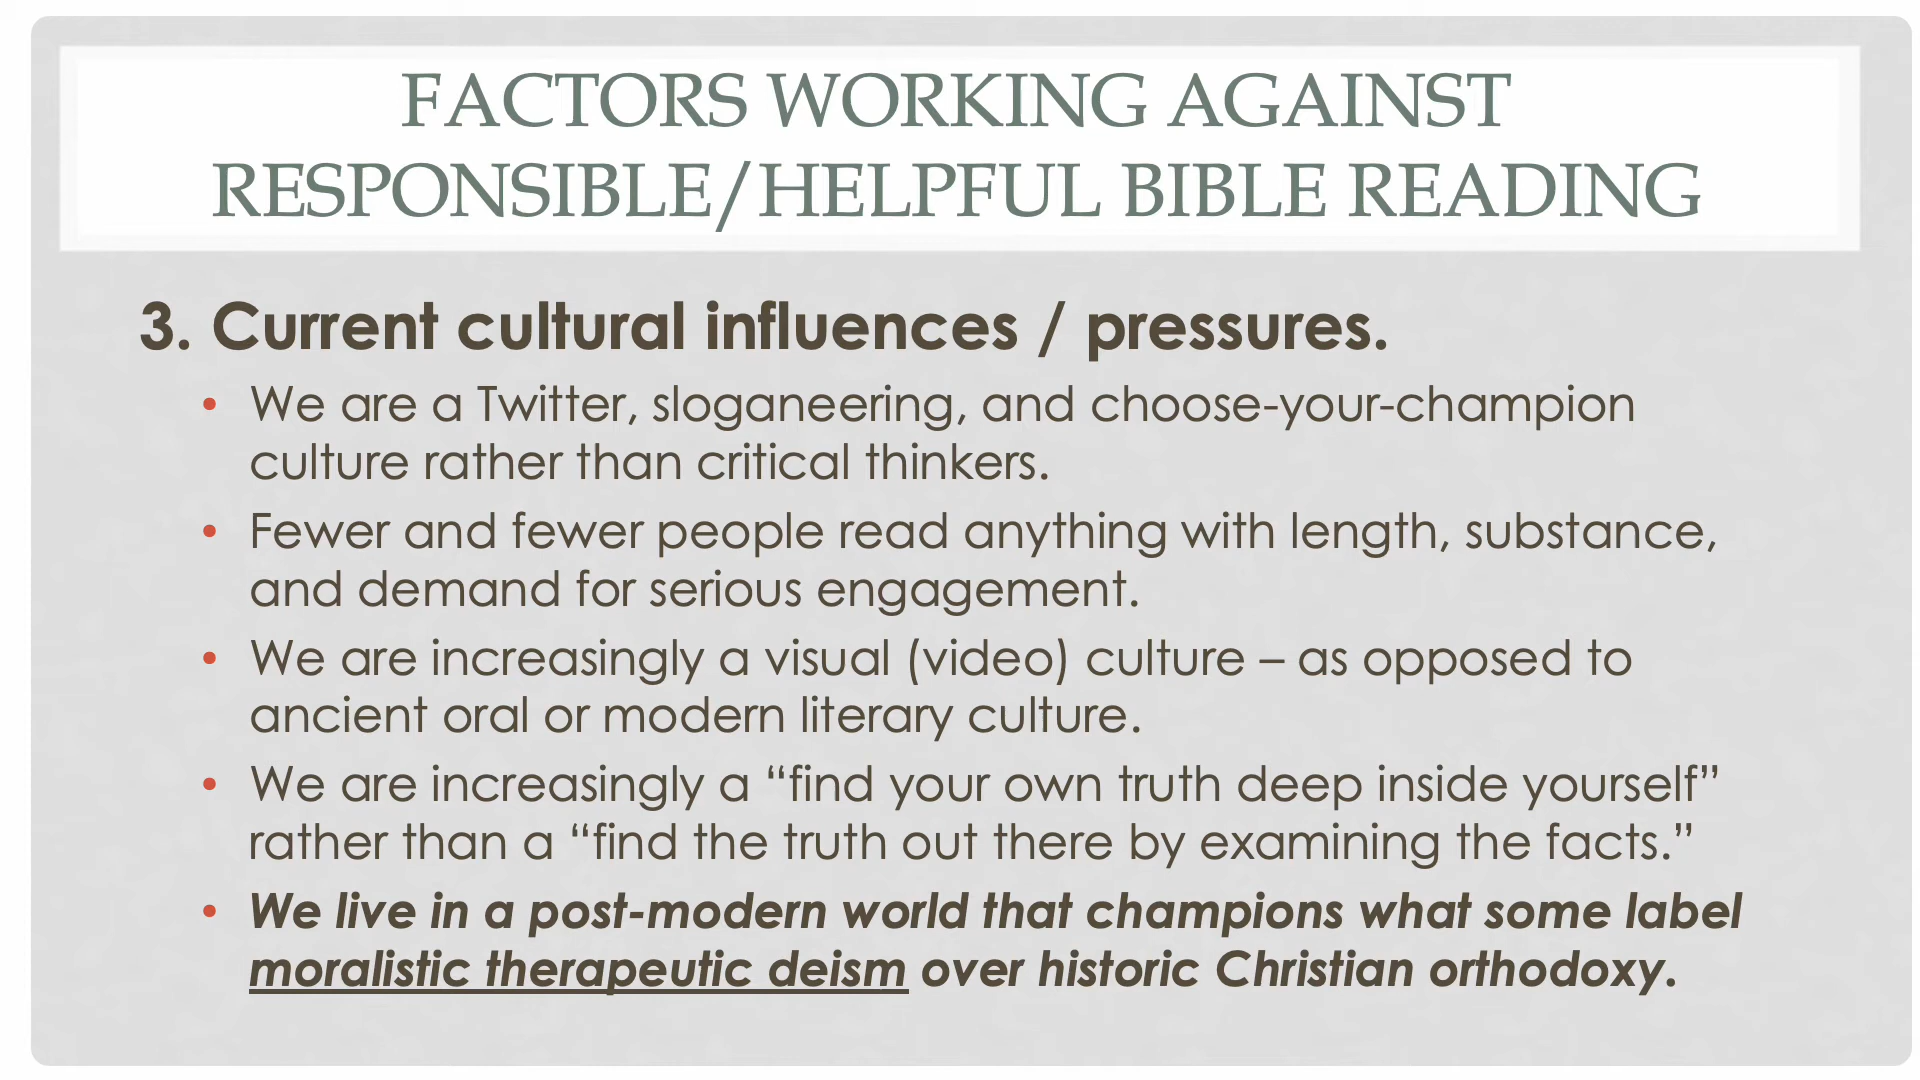 FACTORS WORKING AGAINST
RESPONSIBLE/HELPFUL BIBLE READING
3. Current cultural influences / pressures.
• We are a Twitter, sloganeering, and choose-your-champion
culture rather than critical thinkers.
• Fewer and fewer people read anything with length, substance,
and demand for serious engagement.
• We are increasingly a visual (video) culture – as opposed to
ancient oral or modern literary culture.
• We are increasingly a “find your own truth deep inside yourself”
rather than a “find the truth out there by examining the facts.”
• We live in a post-modern world that champions what some label
moralistic therapeutic deism over historic Christian orthodoxy.